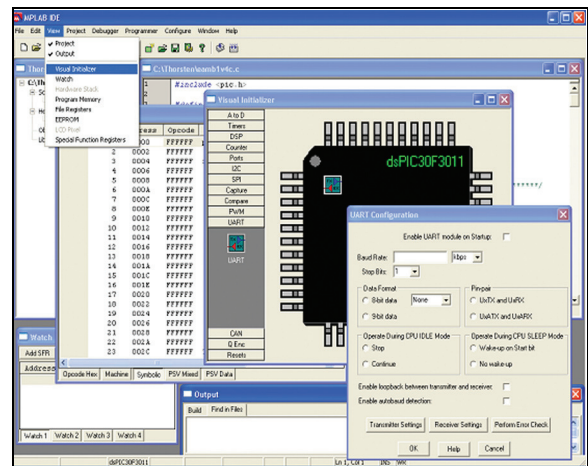 MPLAB IDE
File Edit View Project Debugger Programmer Configure Window Help
Project
Output
Visual Initializer
Watch
Hardware Stack
Program Memory
File Registers
EEPROM
LCD Pixel
Special Function Registers
C:\Thorsten\eamb1v4c.c
1 #include <pic.h>
2
3
Opcode
1 0000 FFFFFF
2 0002 FFFFFF
3 0004 FFFFFF
4 0006 FFFFFF
5 0008 FFFFFF
6 000A FFFFFF
7 000C FFFFFF
8 000E FFFFFF
9 0010 FFFFFF
10 0012 FFFFFF
11 0014 FFFFFF
12 0016 FFFFFF
13 0018 FFFFFF
14 001A FFFFFF
15 001C FFFFFF
16 001E FFFFFF
17 0020 FFFFFF
18 0022 FFFFFF
19 0024 FFFFFF
20 0026 FFFFFF
21 0028 FFFFFF
22 002A FFFFFF
23 002C FFFFFF
Opcode Hex Machine Symbolic PSV Mixed PSV Data
Visual Initializer
A to D
Timers
DSP
Counter
Ports
I2C
SPI
Capture
Compare
PWM
UART
UART
CAN
Q Enc
Resets
dsPIC30F3011
UART Configuration
Enable UART module on Startup:
Baud Rate: kbps
Stop Bits: 1
Data Format
8-bit data None
9-bit data
Pin-pair
UxTX and UxRX
UxATX and UxARX
Operate During CPU IDLE Mode
Stop
Continue
Operate During CPU SLEEP Mode
Wake-up on Start bit
No wake-up
Enable loopback between transmitter and receiver:
Enable autobaud detection:
Transmitter Settings Receiver Settings Perform Error Check
OK Help Cancel
Watch
Add SFR
Address
Watch 1 Watch 2 Watch 3 Watch 4
Output
Build Find in Files
dsPIC30F3011 Ln 1, Col 1 INS WR